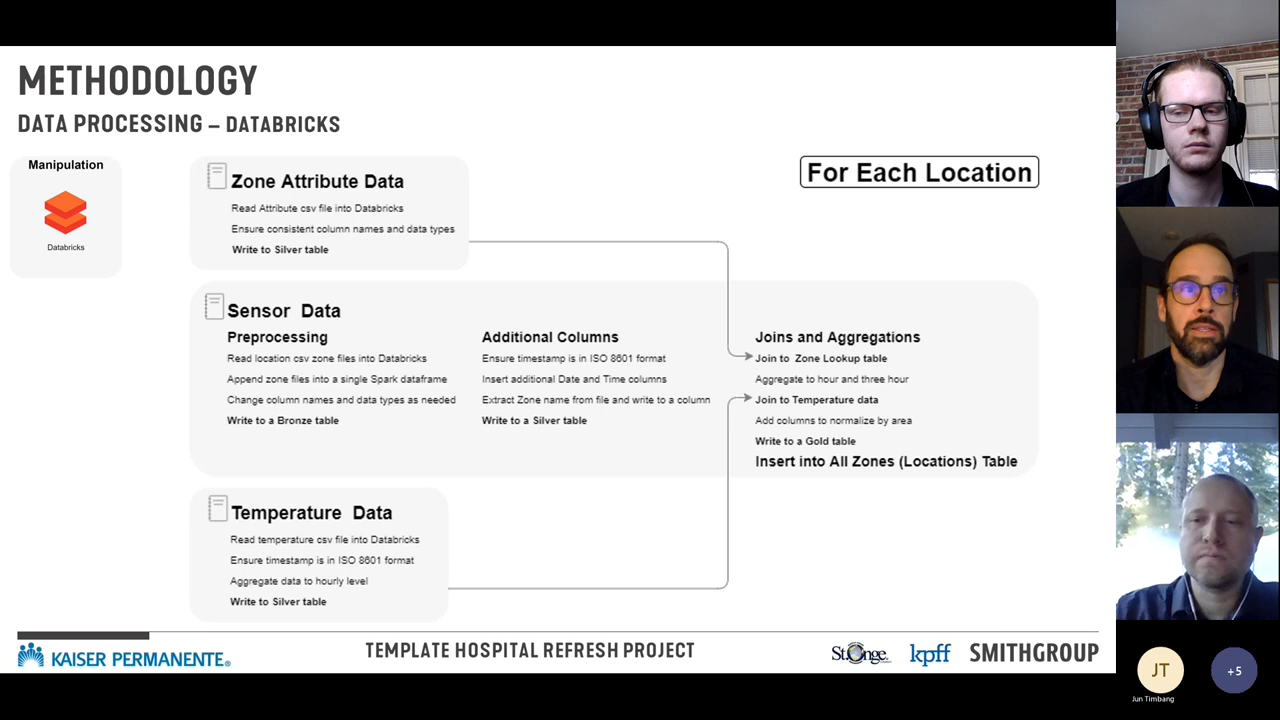 METHODOLOGY
DATA PROCESSING – DATABRICKS
Manipulation
Databricks
For Each Location
Zone Attribute Data
Read Attribute csv file into Databricks
Ensure consistent column names and data types
Write to Silver table
Sensor Data
Preprocessing
Read location csv zone files into Databricks
Append zone files into a single Spark dataframe
Change column names and data types as needed
Write to a Bronze table
Additional Columns
Ensure timestamp is in ISO 8601 format
Insert additional Date and Time columns
Extract Zone name from file and write to a column
Write to a Silver table
Joins and Aggregations
Join to Zone Lookup table
Aggregate to hour and three hour
Join to Temperature data
Add columns to normalize by area
Write to a Gold table
Insert into All Zones (Locations) Table
Temperature Data
Read temperature csv file into Databricks
Ensure timestamp is in ISO 8601 format
Aggregate data to hourly level
Write to Silver table
KAISER PERMANENTE®
TEMPLATE HOSPITAL REFRESH PROJECT
St.Onge
kpff
SMITHGROUP
JT
Jun Timbang
+5